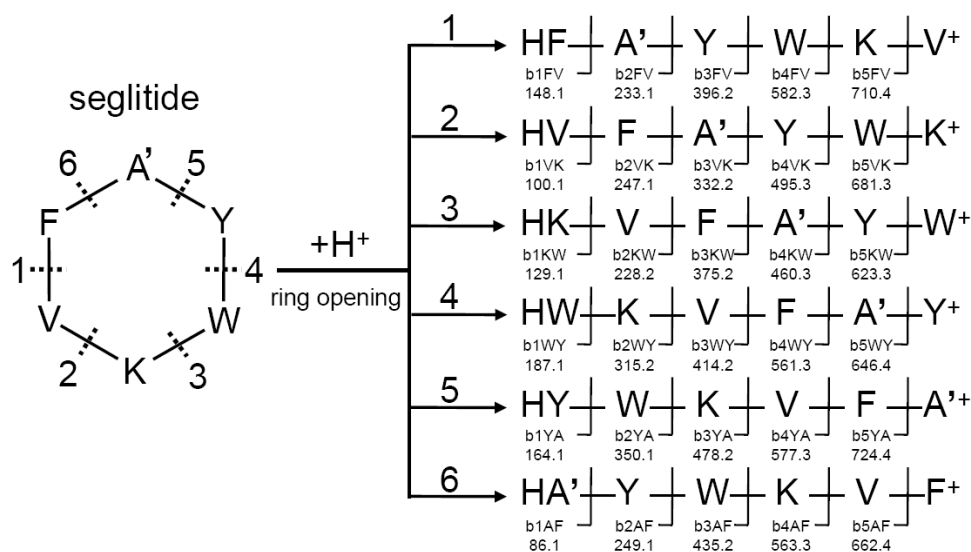 seglitide
6
A'
5
F
Y
1
4
V
W
2
K
3
+H+
ring opening
1
HF A' Y W K V+
b1FV b2FV b3FV b4FV b5FV
148.1 233.1 396.2 582.3 710.4
2
HV F A' Y W K+
b1VK b2VK b3VK b4VK b5VK
100.1 247.1 332.2 495.3 681.3
3
HK V F A' Y W+
b1KW b2KW b3KW b4KW b5KW
129.1 228.2 375.2 460.3 623.3
4
HW K V F A' Y+
b1WY b2WY b3WY b4WY b5WY
187.1 315.2 414.2 561.3 646.4
5
HY W K V F A'+
b1YA b2YA b3YA b4YA b5YA
164.1 350.1 478.2 577.3 724.4
6
HA' Y W K V F+
b1AF b2AF b3AF b4AF b5AF
86.1 249.1 435.2 563.3 662.4